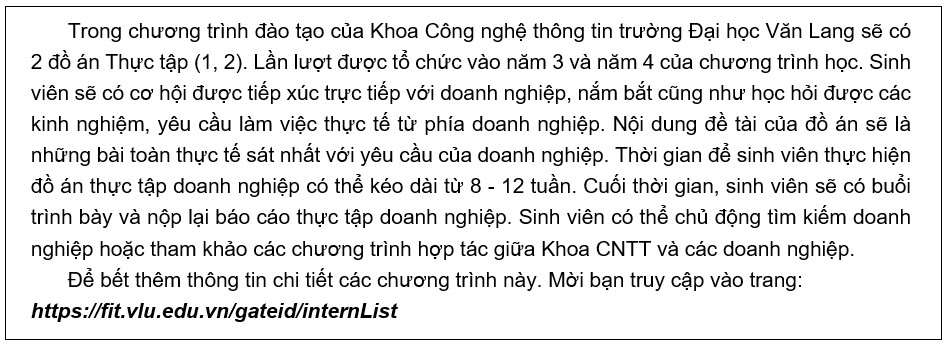 Trong chương trình đào tạo của Khoa Công nghệ thông tin trường Đại học Văn Lang sẽ có
2 đồ án Thực tập (1, 2). Lần lượt được tổ chức vào năm 3 và năm 4 của chương trình học. Sinh
viên sẽ có cơ hội được tiếp xúc trực tiếp với doanh nghiệp, nắm bắt cũng như học hỏi được các
kinh nghiệm, yêu cầu làm việc thực tế từ phía doanh nghiệp. Nội dung đề tài của đồ án sẽ là
những bài toán thực tế sát nhất với yêu cầu của doanh nghiệp. Thời gian để sinh viên thực hiện
đồ án thực tập doanh nghiệp có thể kéo dài từ 8 - 12 tuần. Cuối thời gian, sinh viên sẽ có buổi
trình bày và nộp lại báo cáo thực tập doanh nghiệp. Sinh viên có thể chủ động tìm kiếm doanh
nghiệp hoặc tham khảo các chương trình hợp tác giữa Khoa CNTT và các doanh nghiệp.
Để bết thêm thông tin chi tiết các chương trình này. Mời bạn truy cập vào trang:
https://fit.vlu.edu.vn/gateid/internList